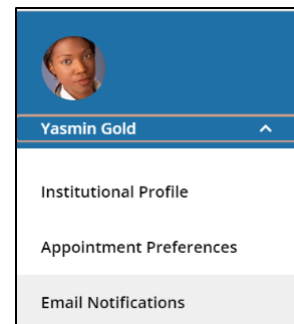 Yasmin Gold
Institutional Profile
Appointment Preferences
Email Notifications